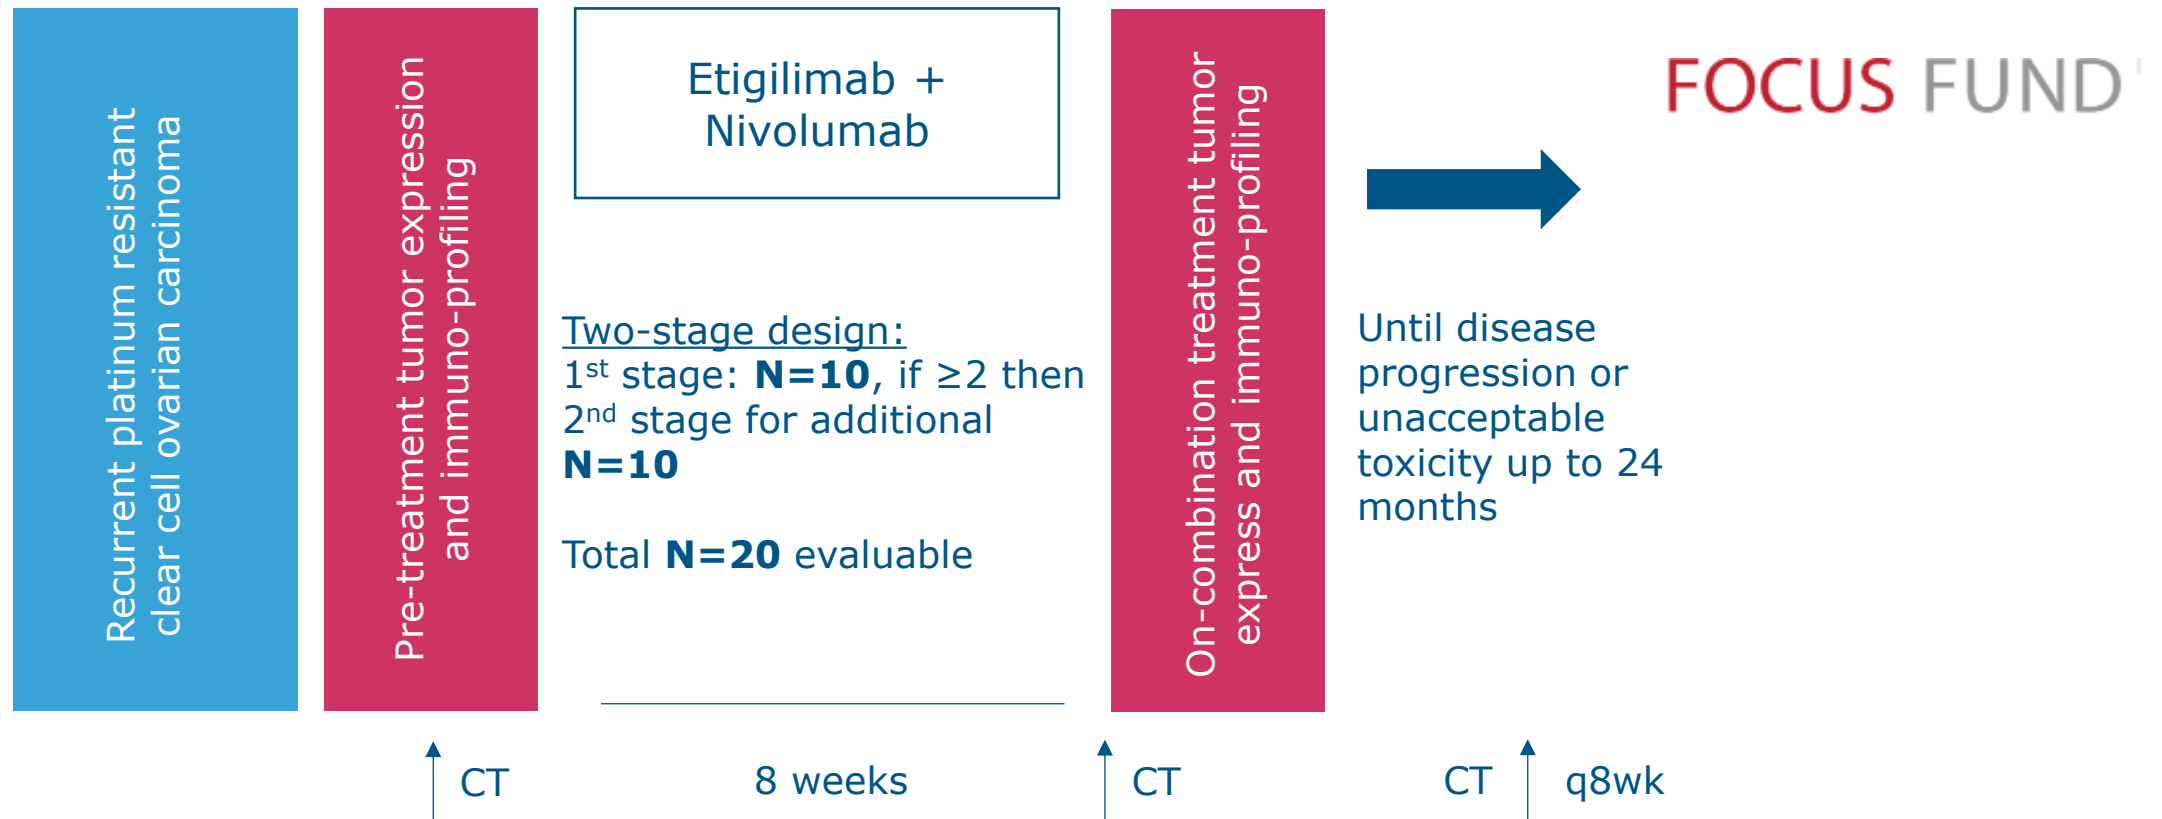 Recurrent platinum resistant
clear cell ovarian carcinoma
Pre-treatment tumor expression
and immuno-profiling
Etigilimab +
Nivolumab
Two-stage design:
1st stage: N=10, if ≥2 then
2nd stage for additional
N=10
Total N=20 evaluable
On-combination treatment tumor
express and immuno-profiling
FOCUS FUND
Until disease
progression or
unacceptable
toxicity up to 24
months
CT
8 weeks
CT
CT
q8wk